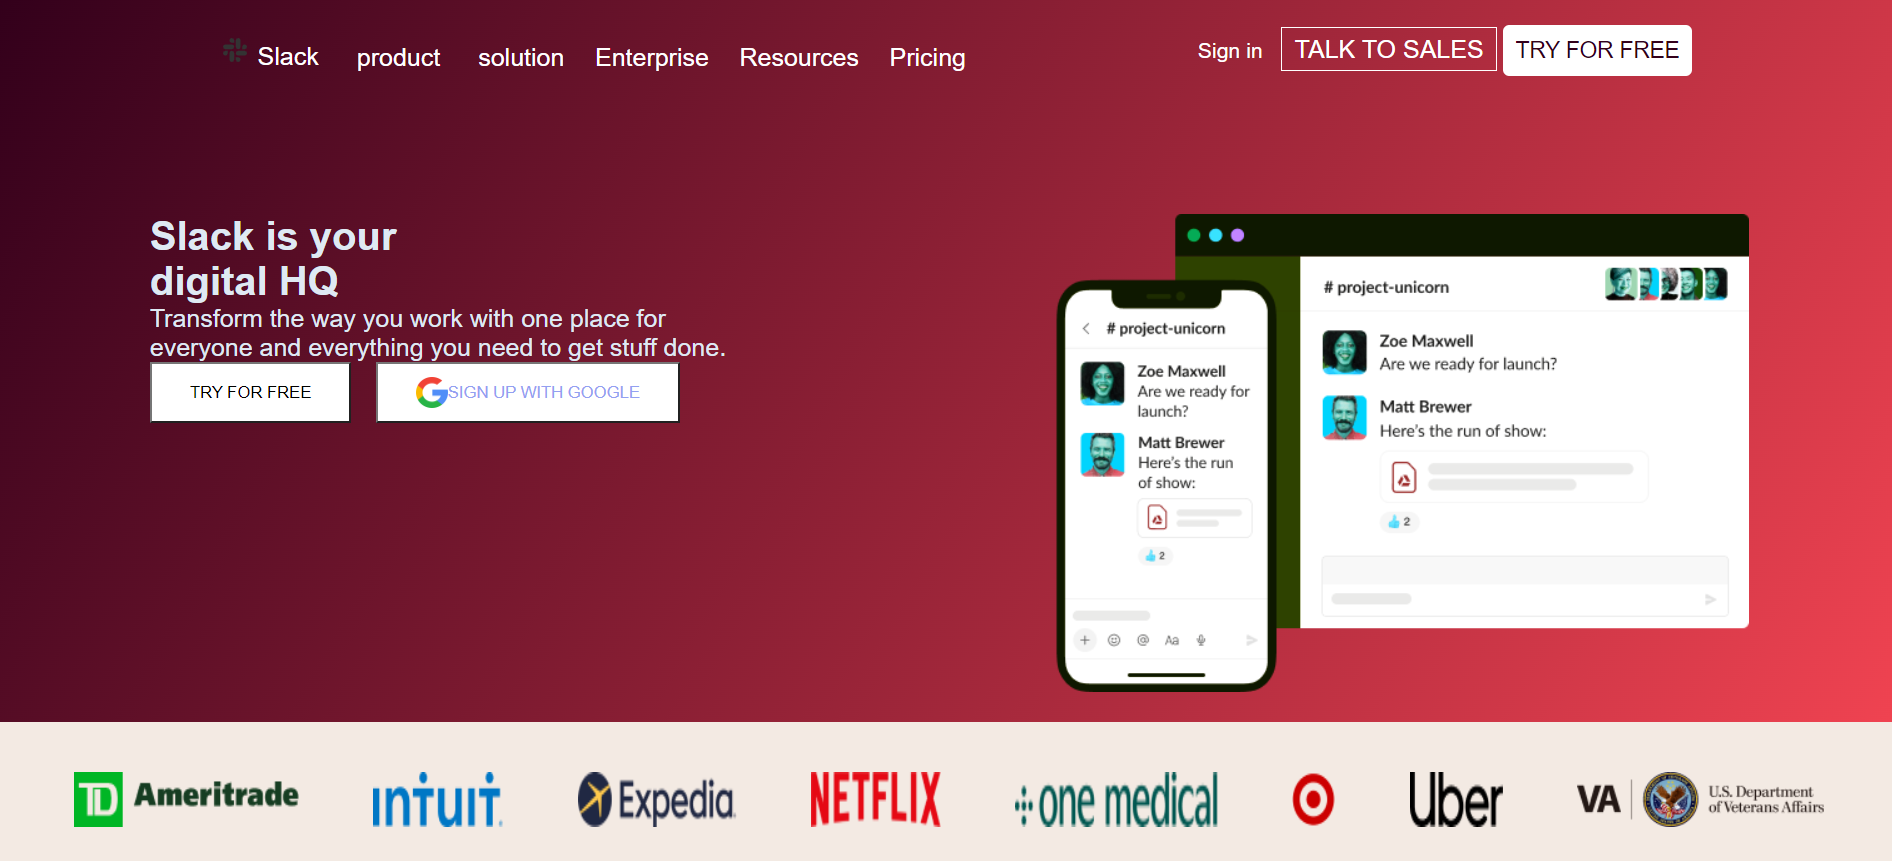 Slack product solution Enterprise Resources Pricing Sign in TALK TO SALES TRY FOR FREE
Slack is your
digital HQ
Transform the way you work with one place for
everyone and everything you need to get stuff done.
TRY FOR FREE SIGN UP WITH GOOGLE
# project-unicorn
Zoe Maxwell
Are we ready for
launch?
Matt Brewer
Here's the run
of show:
2
@ Aa
# project-unicorn
Zoe Maxwell
Are we ready for launch?
Matt Brewer
Here's the run of show:
2
TD Ameritrade intuit. Expedia NETFLIX one medical Uber VA U.S. Department
of Veterans Affairs